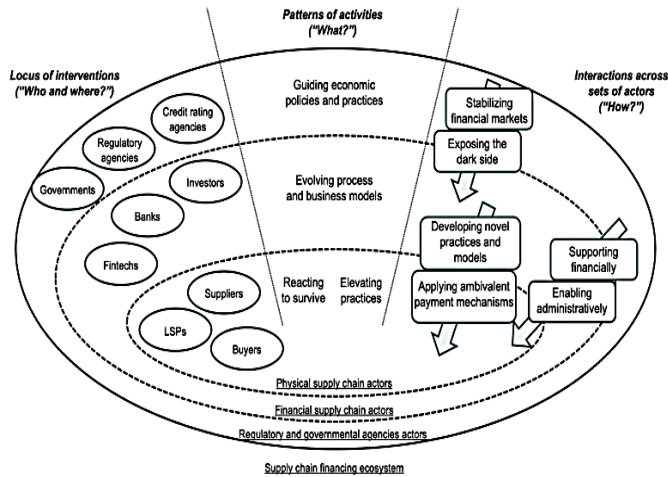 Patterns of activities
("What?")
Locus of interventions
("Who and where?")
Interactions across
sets of actors
("How?")
Guiding economic
policies and practices
Credit rating
agencies
Regulatory
agencies
Governments
Investors
Banks
Fintechs
Evolving process
and business models
Suppliers
LSPs
Buyers
Reacting
to survive
Elevating
practices
Stabilizing
financial markets
Exposing the
dark side
Developing novel
practices and
models
Applying ambivalent
payment mechanisms
Supporting
financially
Enabling
administratively
Physical supply chain actors
Financial supply chain actors
Regulatory and governmental agencies actors
Supply chain financing ecosystem